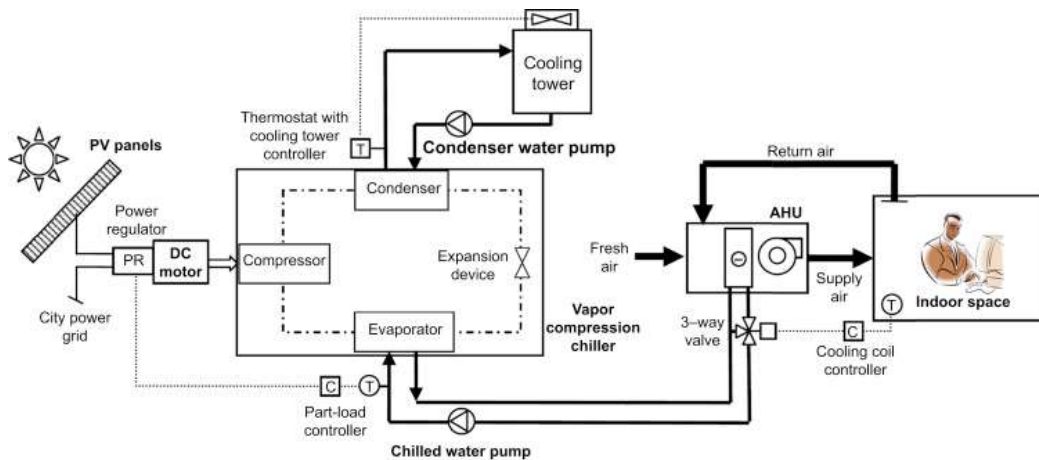 Cooling
tower
Thermostat with
cooling tower
controller
T
Condenser water pump
PV panels
Power
regulator
PR
DC
motor
City power
grid
Condenser
Compressor
Expansion
device
Evaporator
Vapor
compression
chiller
C
T
Part-load
controller
Chilled water pump
Return air
AHU
Fresh
air
Supply
air
Indoor space
T
3–way
valve
C
Cooling coil
controller